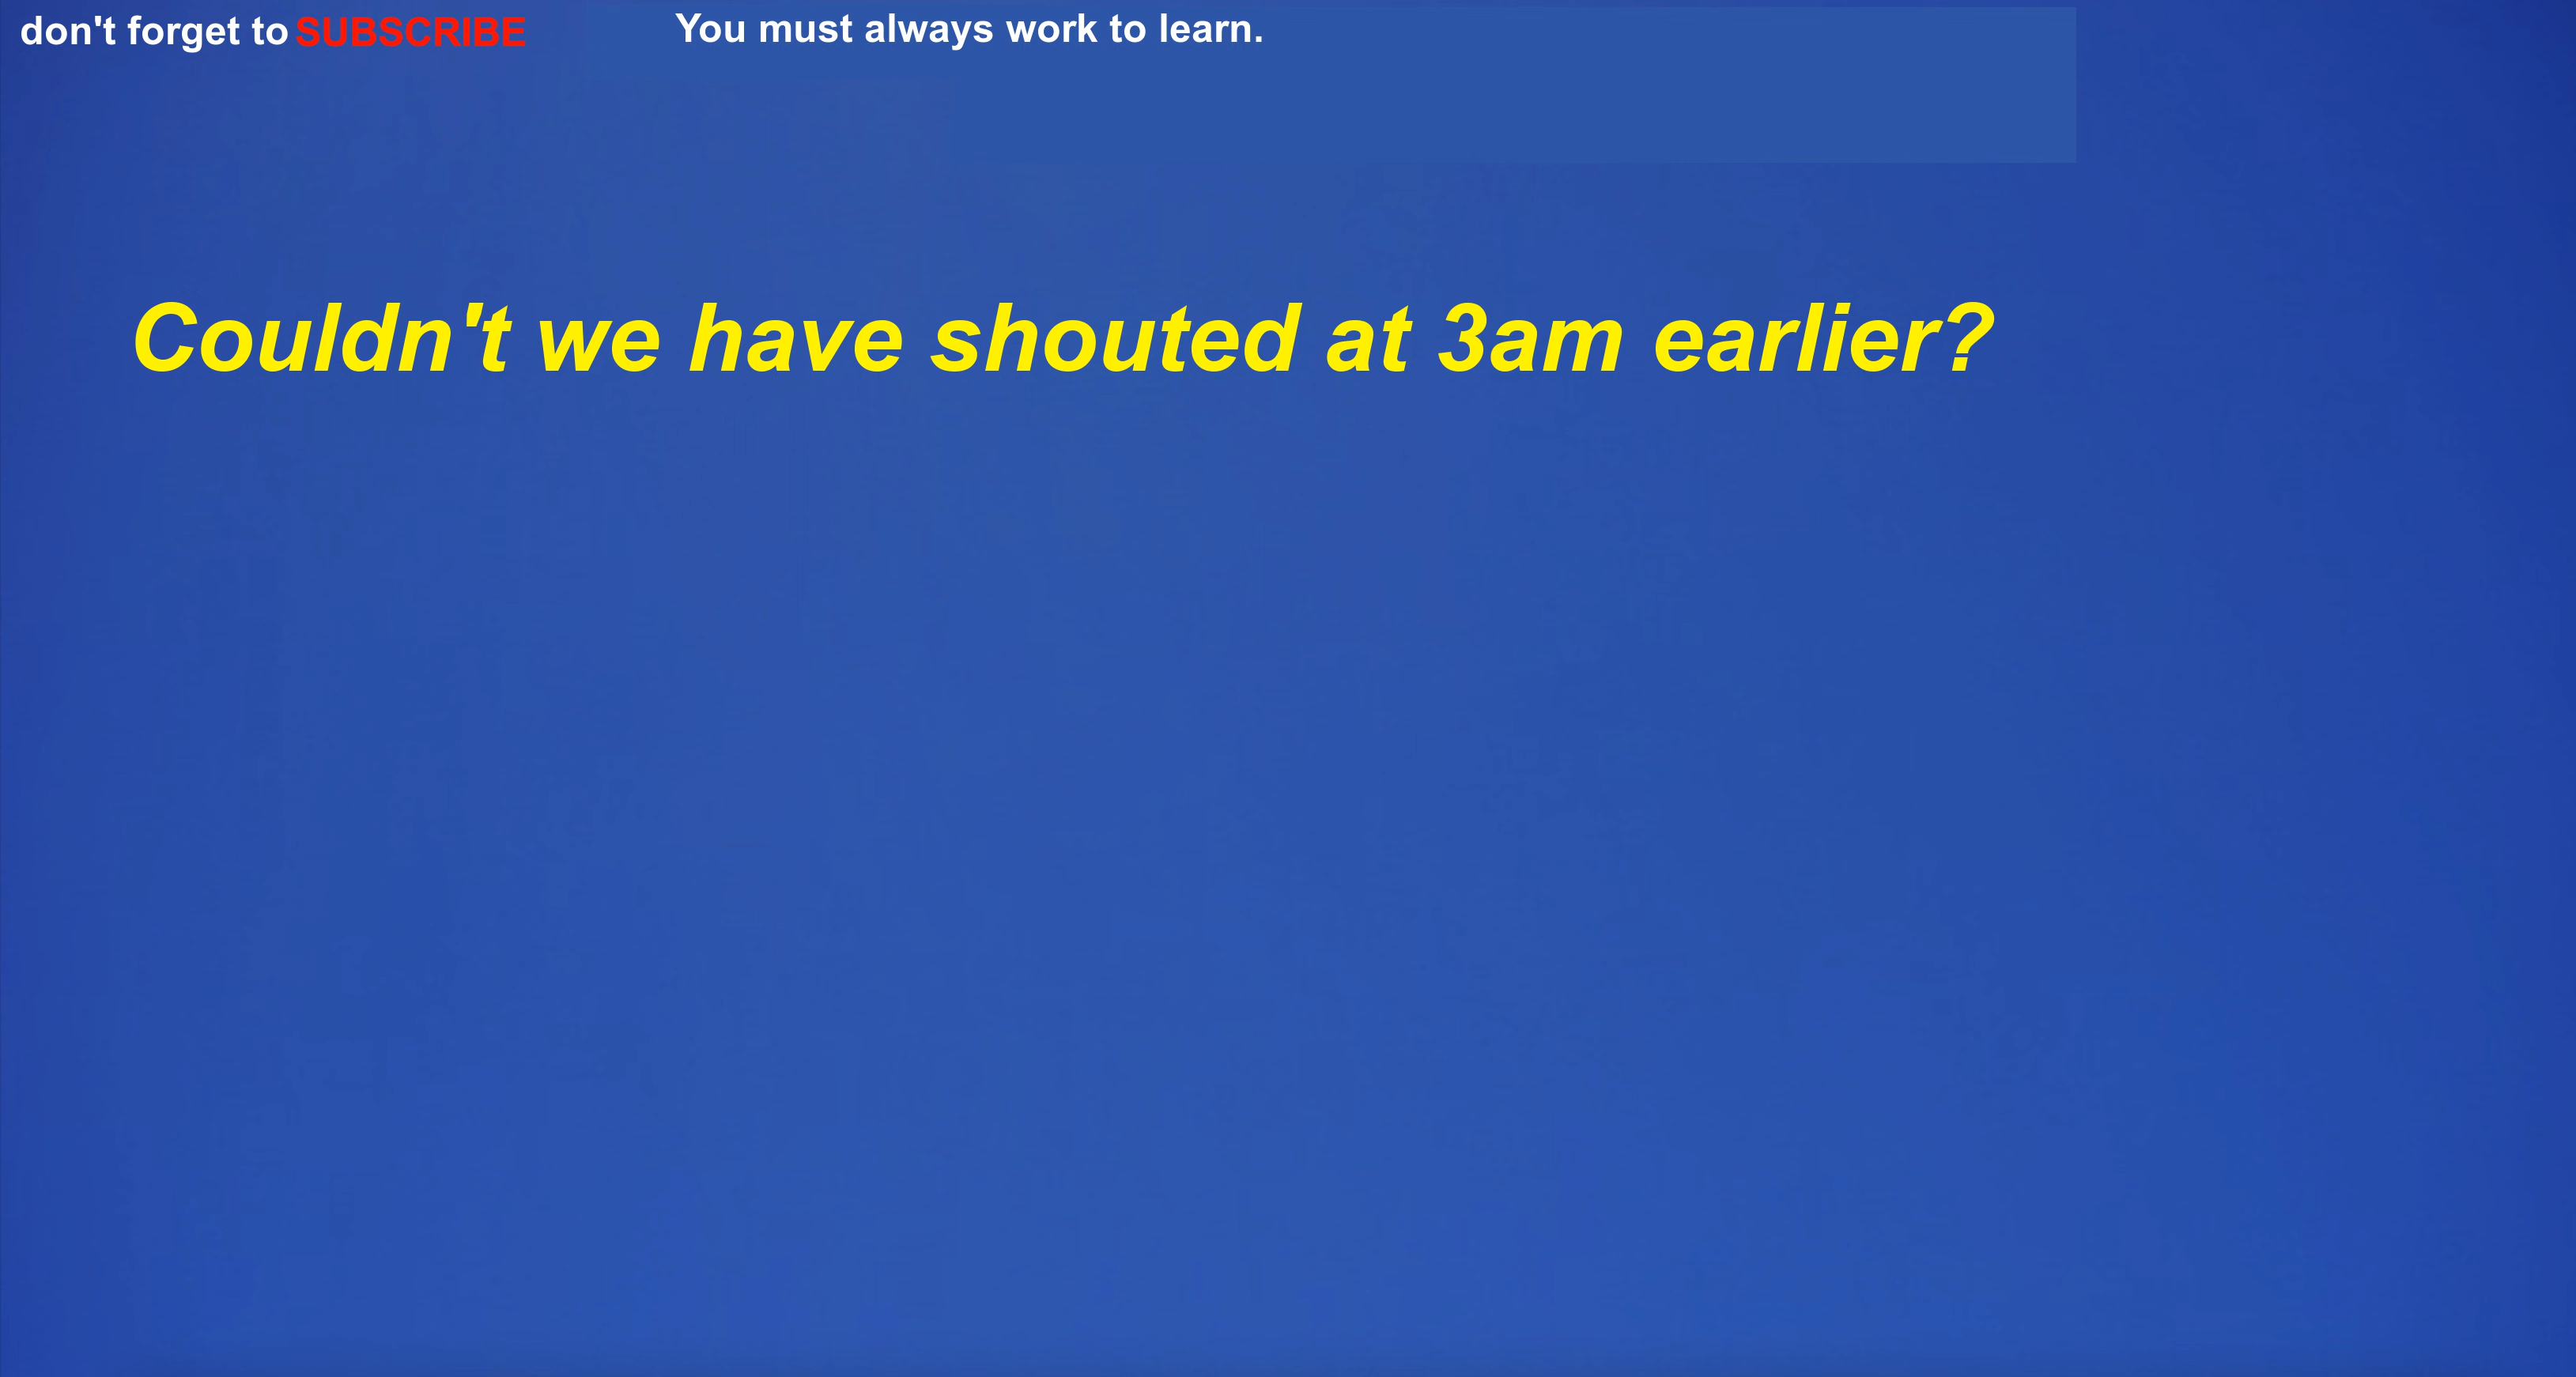 don't forget to SUBSCRIBE
You must always work to learn.
Couldn't we have shouted at 3am earlier?